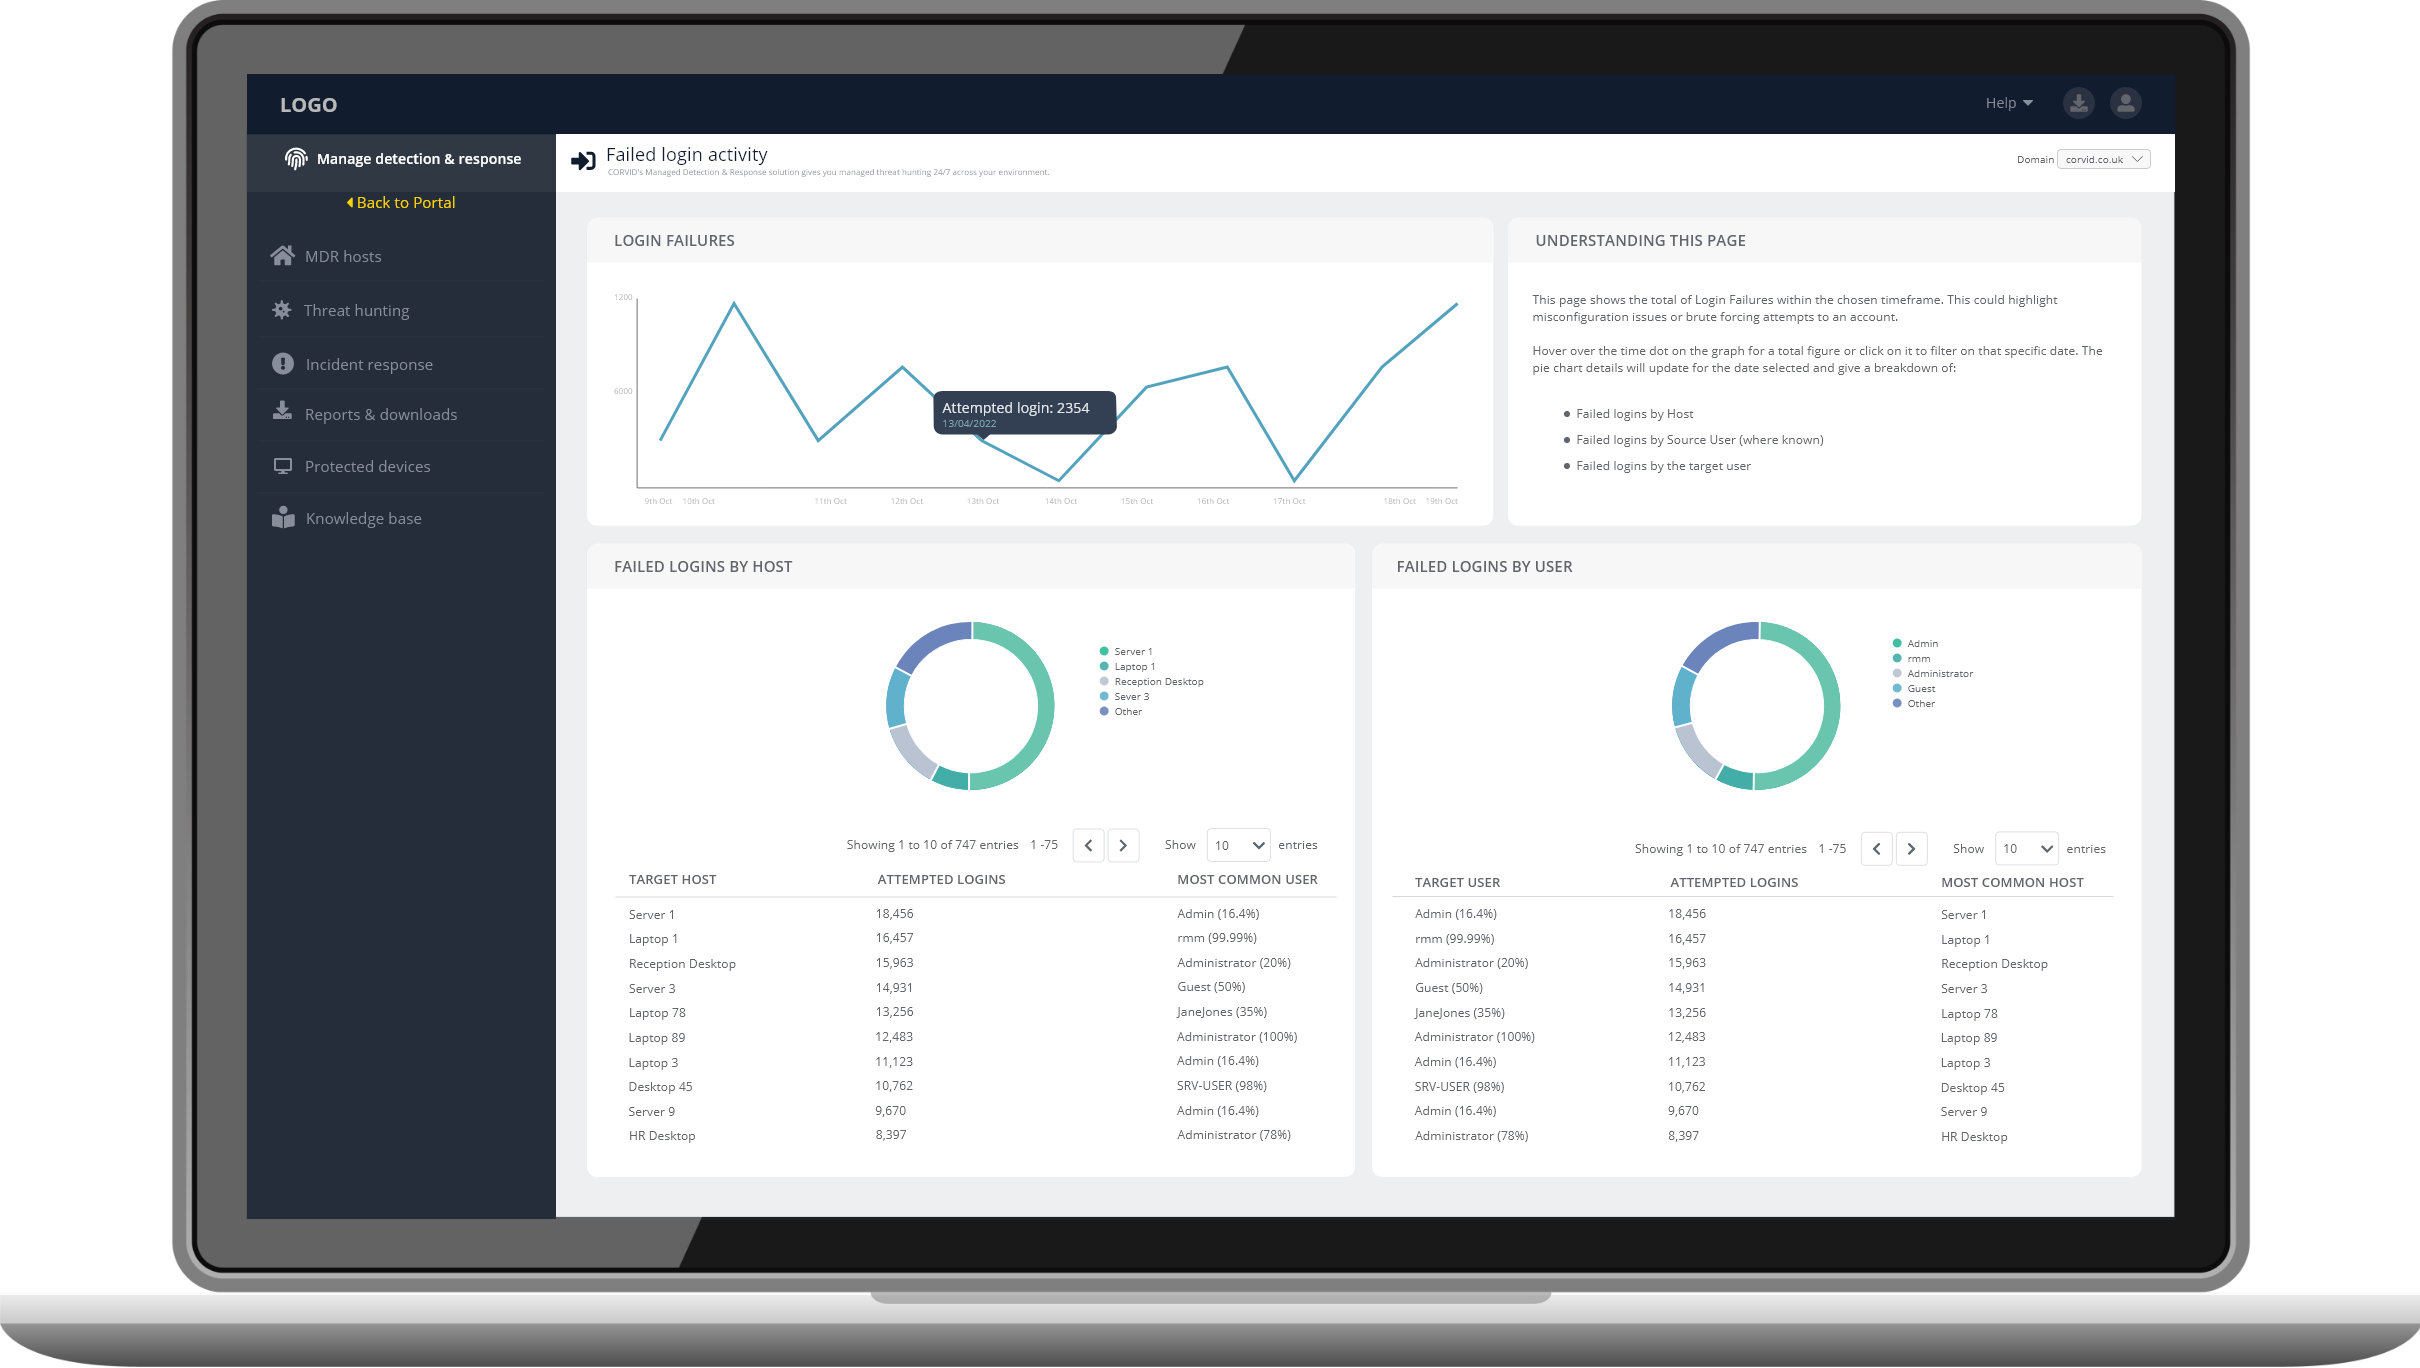 LOGO
Help
Manage detection & response
Back to Portal
MDR hosts
Threat hunting
Incident response
Reports & downloads
Protected devices
Knowledge base
Failed login activity
CORVID's Managed Detection & Response solution gives you managed threat hunting 24/7 across your environment.
Domain corvid.co.uk
LOGIN FAILURES
1200
6000
Attempted login: 2354
13/04/2022
9th Oct 10th Oct 11th Oct 12th Oct 13th Oct 14th Oct 15th Oct 16th Oct 17th Oct 18th Oct 19th Oct
UNDERSTANDING THIS PAGE
This page shows the total of Login Failures within the chosen timeframe. This could highlight
misconfiguration issues or brute forcing attempts to an account.
Hover over the time dot on the graph for a total figure or click on it to filter on that specific date. The
pie chart details will update for the date selected and give a breakdown of:
Failed logins by Host
Failed logins by Source User (where known)
Failed logins by the target user
FAILED LOGINS BY HOST
Server 1
Laptop 1
Reception Desktop
Sever 3
Other
Showing 1 to 10 of 747 entries 1 -75 Show 10 entries
TARGET HOST ATTEMPTED LOGINS MOST COMMON USER
Server 1 18,456 Admin (16.4%)
Laptop 1 16,457 rmm (99.99%)
Reception Desktop 15,963 Administrator (20%)
Server 3 14,931 Guest (50%)
Laptop 78 13,256 JaneJones (35%)
Laptop 89 12,483 Administrator (100%)
Laptop 3 11,123 Admin (16.4%)
Desktop 45 10,762 SRV-USER (98%)
Server 9 9,670 Admin (16.4%)
HR Desktop 8,397 Administrator (78%)
FAILED LOGINS BY USER
Admin
rmm
Administrator
Guest
Other
Showing 1 to 10 of 747 entries 1 -75 Show 10 entries
TARGET USER ATTEMPTED LOGINS MOST COMMON HOST
Admin (16.4%) 18,456 Server 1
rmm (99.99%) 16,457 Laptop 1
Administrator (20%) 15,963 Reception Desktop
Guest (50%) 14,931 Server 3
JaneJones (35%) 13,256 Laptop 78
Administrator (100%) 12,483 Laptop 89
Admin (16.4%) 11,123 Laptop 3
SRV-USER (98%) 10,762 Desktop 45
Admin (16.4%) 9,670 Server 9
Administrator (78%) 8,397 HR Desktop